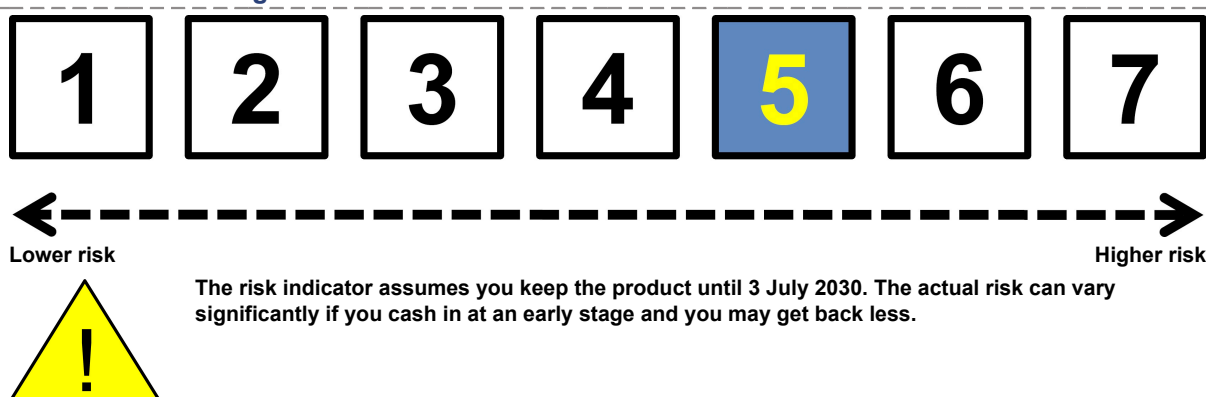 1 2 3 4 5 6 7
Lower risk Higher risk
The risk indicator assumes you keep the product until 3 July 2030. The actual risk can vary
significantly if you cash in at an early stage and you may get back less.
!